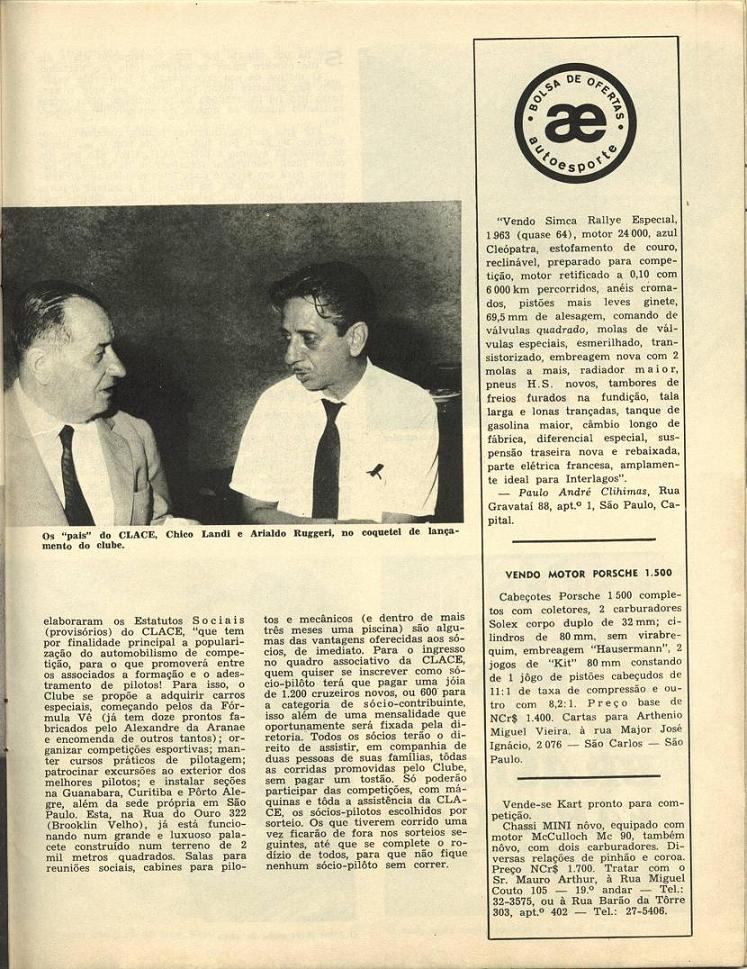 Os "pais" do CLACE, Chico Landi e Arialdo Ruggeri, no coquetel de lança-
mento do clube.
elaboraram os Estatutos Sociais
(provisórios) do CLACE, "que tem
por finalidade principal a populari-
zação do automobilismo de compe-
tição, para o que promoverá entre
os associados a formação e o ades-
tramento de pilotos! Para isso, o
Clube se propõe a adquirir carros
especiais, começando pelos da Fór-
mula Vê (já tem doze prontos fa-
bricados pelo Alexandre da Aranae
e encomenda de outros tantos); or-
ganizar competições esportivas; man-
ter cursos práticos de pilotagem;
patrocinar excursões ao exterior dos
melhores pilotos; e instalar seções
na Guanabara, Curitiba e Pôrto Ale-
gre, além da sede própria em São
Paulo. Esta, na Rua do Ouro 322
(Brooklin Velho), já está funcio-
nando num grande e luxuoso pala-
cete construído num terreno de 2
mil metros quadrados. Salas para
reuniões sociais, cabines para pilo-
tos e mecânicos (e dentro de mais
três meses uma piscina) são algu-
mas das vantagens oferecidas aos só-
cios, de imediato. Para o ingresso
no quadro associativo da CLACE,
quem quiser se inscrever como só-
cio-pilôto terá que pagar uma jóia
de 1.200 cruzeiros novos, ou 600 para
a categoria de sócio-contribuinte,
isso além de uma mensalidade que
oportunamente será fixada pela di-
retoria. Todos os sócios terão o di-
reito de assistir, em companhia de
duas pessoas de suas famílias, tôdas
as corridas promovidas pelo Clube,
sem pagar um tostão. Só poderão
participar das competições, com má-
quinas e tôda a assistência da CLA-
CE, os sócios-pilotos escolhidos por
sorteio. Os que tiverem corrido uma
vez ficarão de fora nos sorteios se-
guintes, até que se complete o ro-
dízio de todos, para que não fique
nenhum sócio-pilôto sem correr.
BOLSA DE OFERTAS
ae
autoesporte
"Vendo Simca Rallye Especial,
1963 (quase 64), motor 24 000, azul
Cleópatra, estofamento de couro,
reclinável, preparado para compe-
tição, motor retificado a 0,10 com
6 000 km percorridos, anéis croma-
dos, pistões mais leves ginete,
69,5 mm de alesagem, comando de
válvulas quadrado, molas de vál-
vulas especiais, esmerilhado, tran-
sistorizado, embreagem nova com 2
molas a mais, radiador maior,
pneus H.S. novos, tambores de
freios furados na fundição, tala
larga e lonas trançadas, tanque de
gasolina maior, câmbio longo de
fábrica, diferencial especial, sus-
pensão traseira nova e rebaixada,
parte elétrica francesa, amplamen-
te ideal para Interlagos".
— Paulo André Clihimas, Rua
Gravataí 88, apt.º 1, São Paulo, Ca-
pital.
VENDO MOTOR PORSCHE 1.500
Cabeçotes Porsche 1 500 comple-
tos com coletores, 2 carburadores
Solex corpo duplo de 32 mm; ci-
lindros de 80 mm, sem virabre-
quim, embreagem "Hausermann", 2
jogos de "Kit" 80 mm constando
de 1 jôgo de pistões cabeçudos de
11:1 de taxa de compressão e ou-
tro com 8,2:1. Preço base de
NCr$ 1.400. Cartas para Arthenio
Miguel Vieira, à rua Major José
Ignácio, 2 076 — São Carlos — São
Paulo.
Vende-se Kart pronto para com-
petição.
Chassi MINI nôvo, equipado com
motor McCulloch Mc 90, também
nôvo, com dois carburadores. Di-
versas relações de pinhão e coroa.
Preço NCr$ 1.700. Tratar com o
Sr. Mauro Arthur, à Rua Miguel
Couto 105 — 19.º andar — Tel.:
32-3575, ou à Rua Barão da Tôrre
303, apt.º 402 — Tel.: 27-5406.